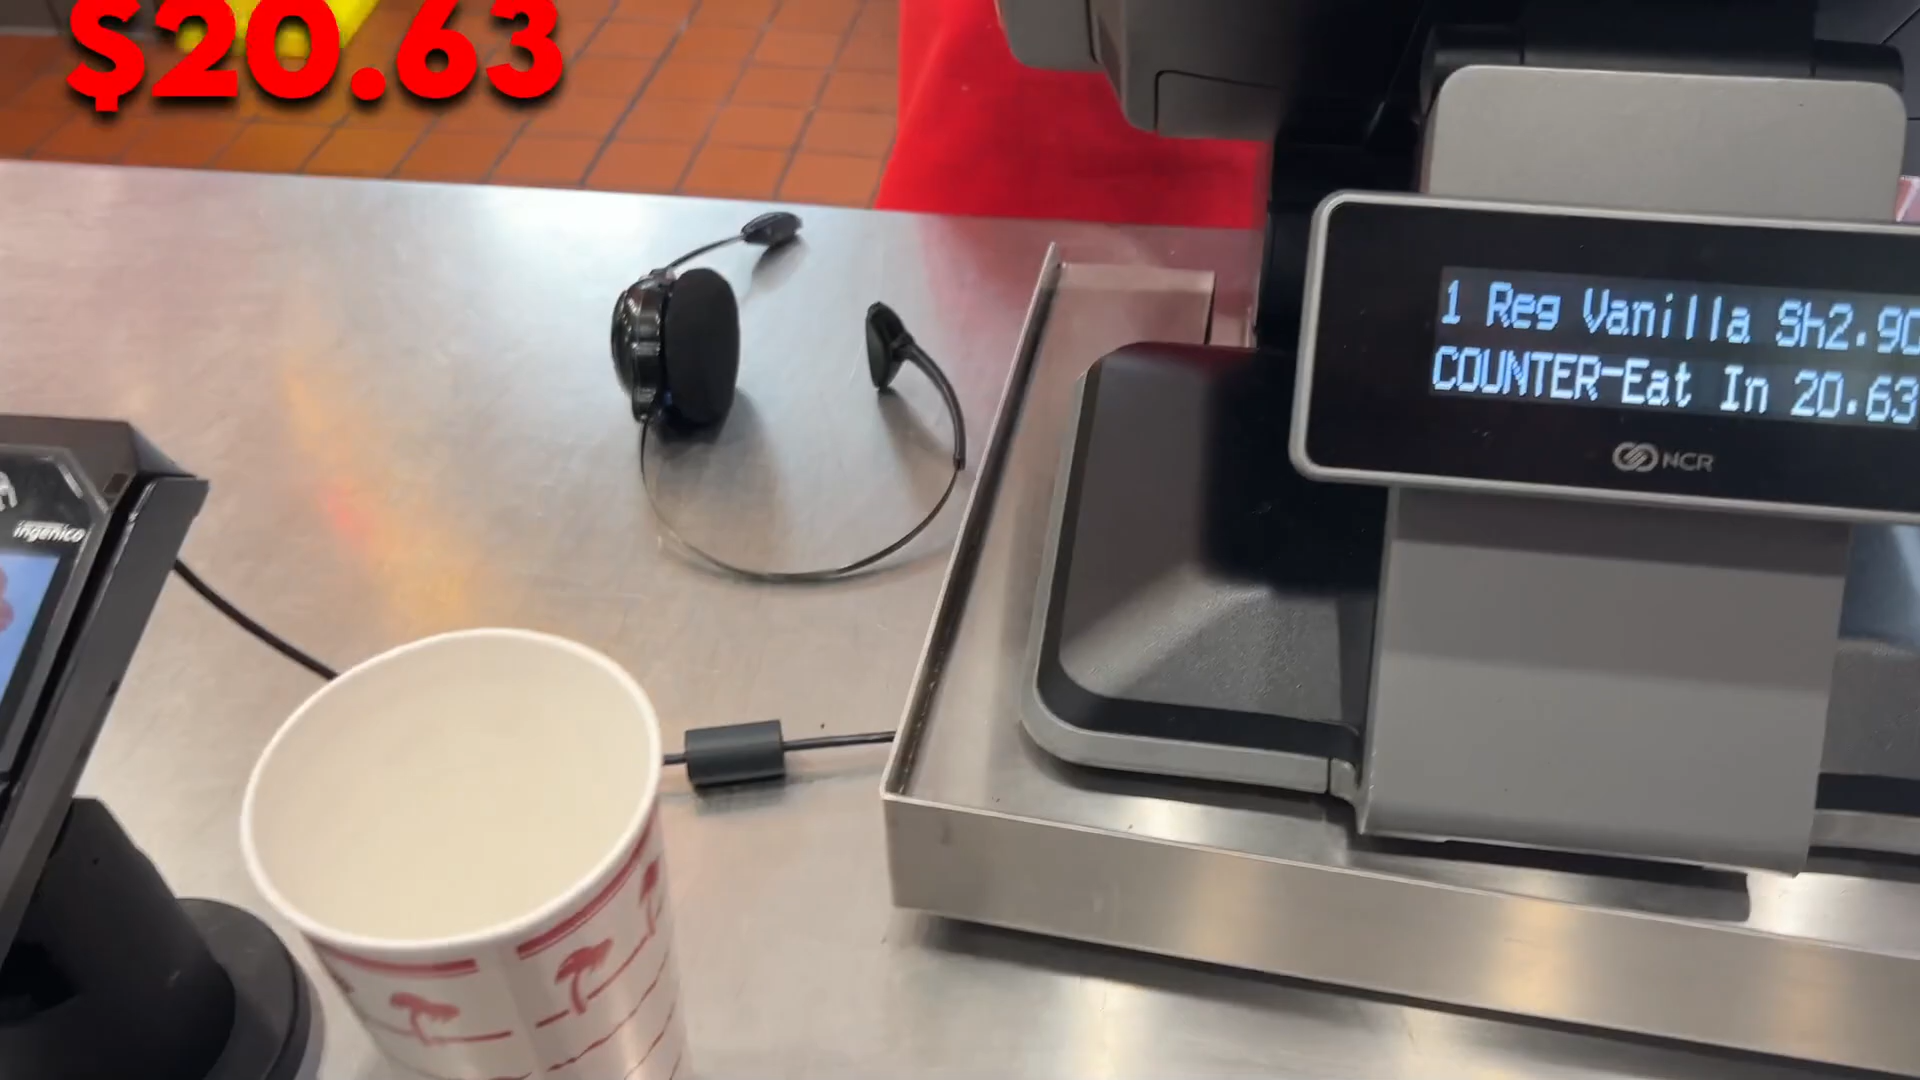 $20.63
1 Reg Vanilla Sh2.90
COUNTER-Eat In 20.63
NCR
ingenico